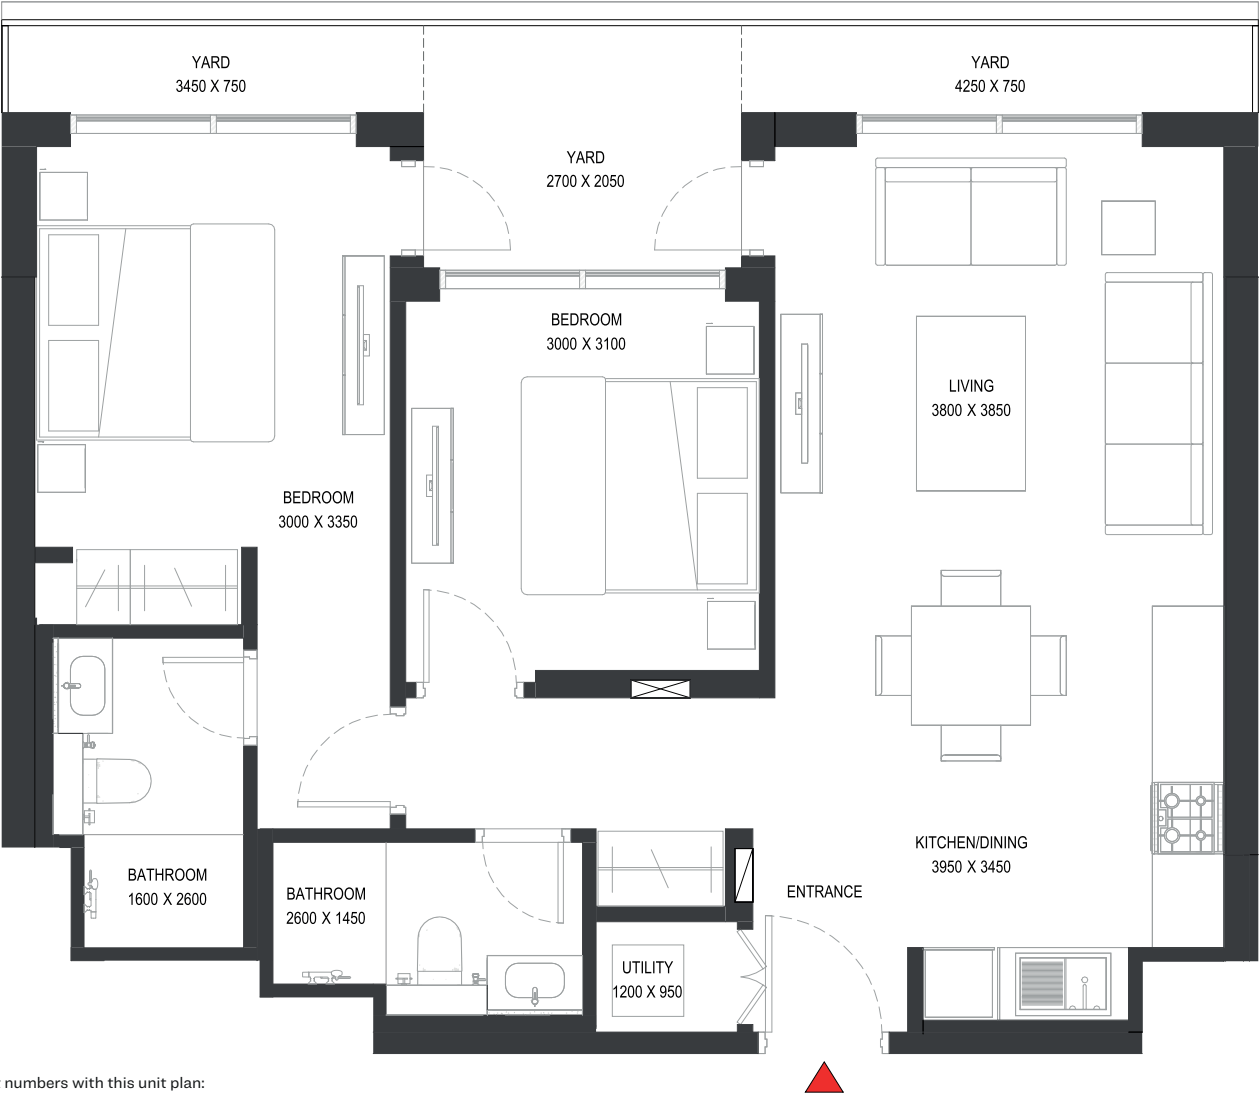 YARD
3450 X 750
YARD
4250 X 750
YARD
2700 X 2050
BEDROOM
3000 X 3100
LIVING
3800 X 3850
BEDROOM
3000 X 3350
KITCHEN/DINING
3950 X 3450
BATHROOM
1600 X 2600
BATHROOM
2600 X 1450
ENTRANCE
UTILITY
1200 X 950
numbers with this unit plan: